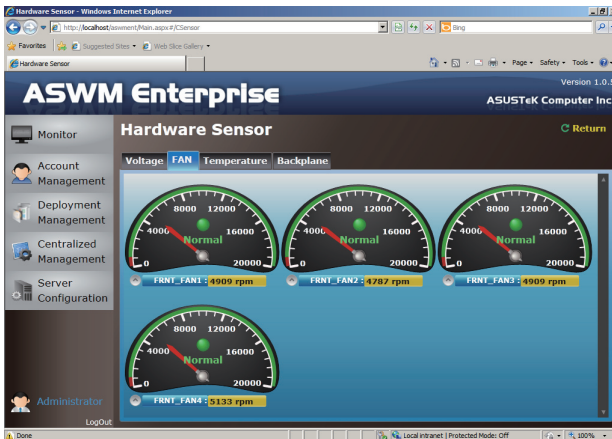 Hardware Sensor - Windows Internet Explorer
http://localhost/aswment/Main.aspx#/CSensor
Bing
Favorites Suggested Sites Web Slice Gallery
Hardware Sensor
Page Safety Tools
ASWM Enterprise
Version 1.0.
ASUSTeK Computer Inc
Monitor
Account Management
Deployment Management
Centralized Management
Server Configuration
Administrator
LogOut
Hardware Sensor
Return
Voltage FAN Temperature Backplane
0 4000 8000 12000 16000 20000
Normal
FRNT_FAN1 : 4909 rpm
0 4000 8000 12000 16000 20000
Normal
FRNT_FAN2 : 4787 rpm
0 4000 8000 12000 16000 20000
Normal
FRNT_FAN3 : 4909 rpm
0 4000 8000 12000 16000 20000
Normal
FRNT_FAN4 : 5133 rpm
Done
Local intranet | Protected Mode: Off
100%